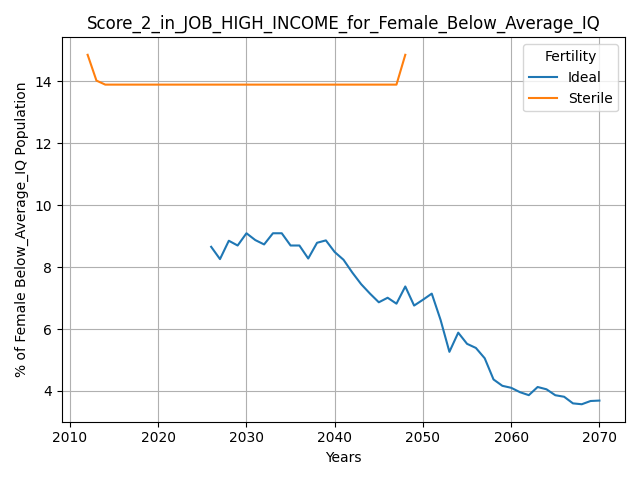 Score_2_in_JOB_HIGH_INCOME_for_Female_Below_Average_IQ
% of Female Below_Average_IQ Population
14
12
10
8
6
4
Fertility
Ideal
Sterile
2010 2020 2030 2040 2050 2060 2070
Years